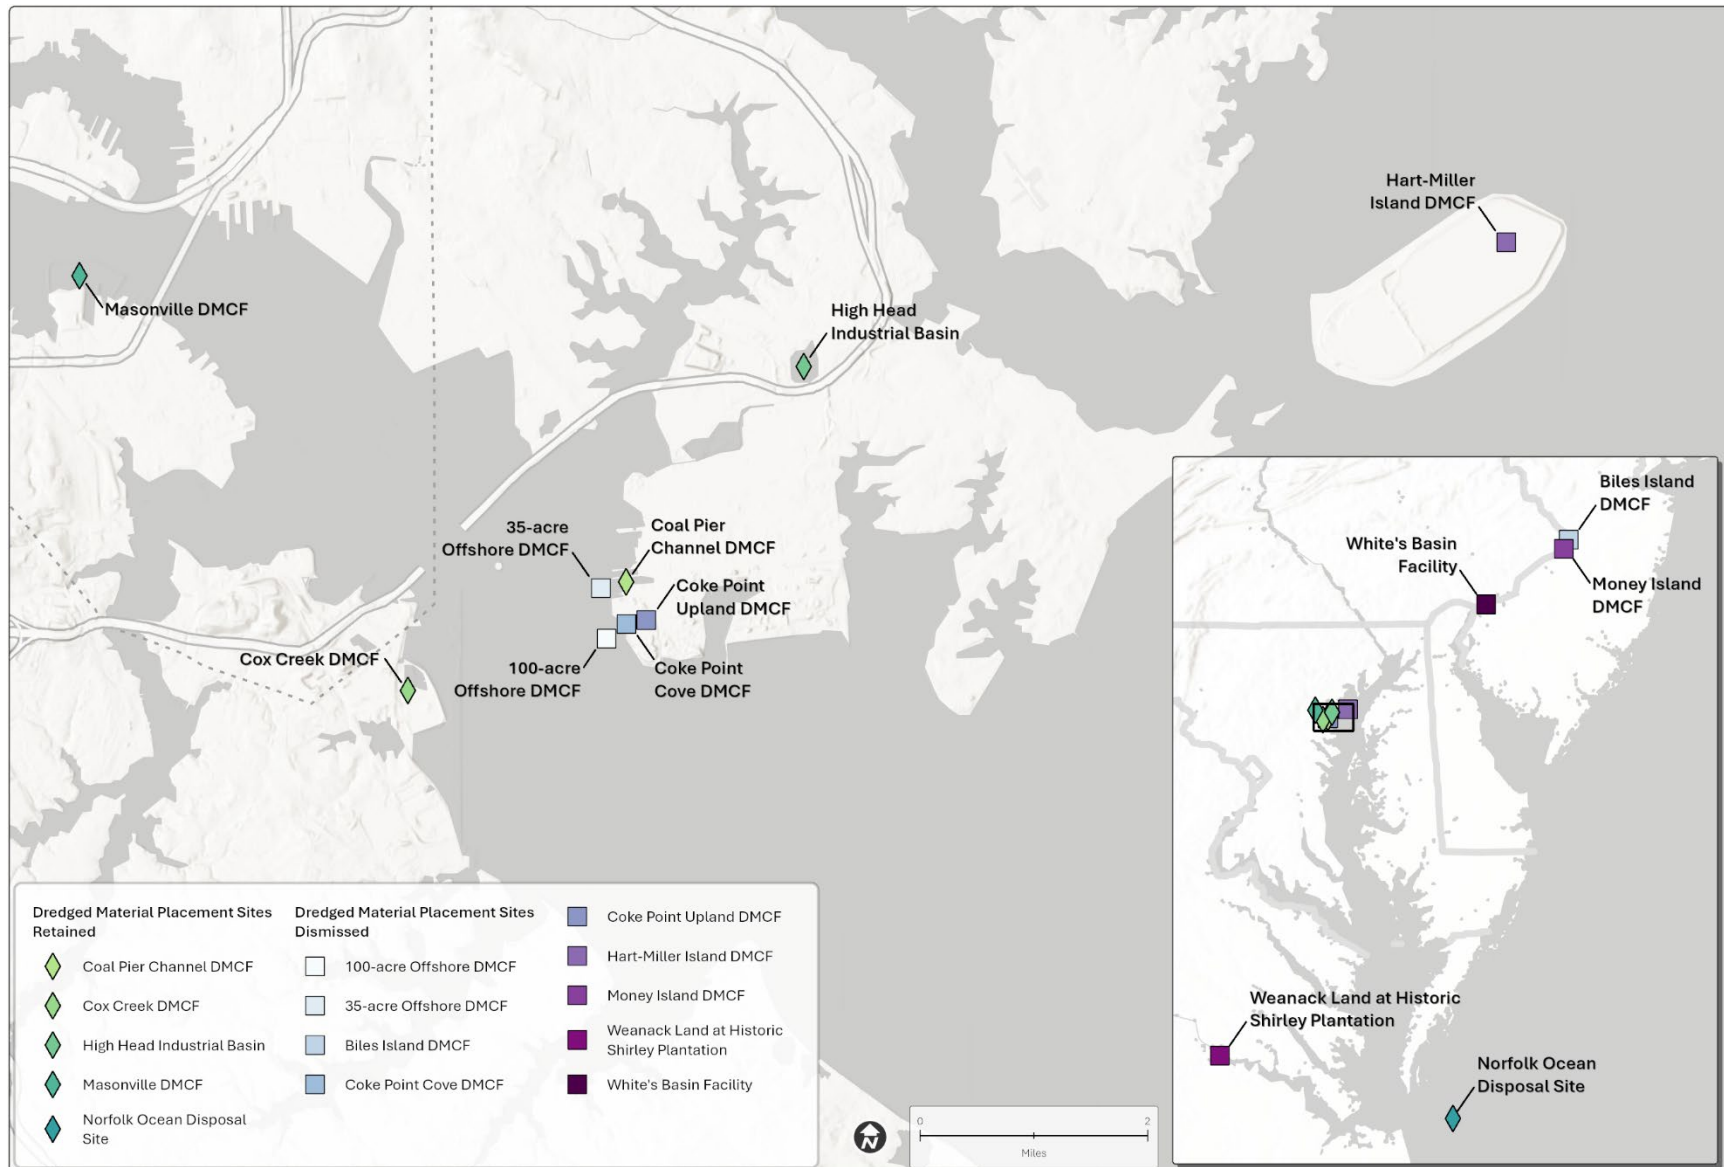 Hart-Miller
Island DMCF
Masonville DMCF
High Head
Industrial Basin
35-acre
Offshore DMCF
Coal Pier
Channel DMCF
Coke Point
Upland DMCF
Cox Creek DMCF
100-acre
Offshore DMCF
Coke Point
Cove DMCF
Biles Island
DMCF
White's Basin
Facility
Money Island
DMCF
Weanack Land at Historic
Shirley Plantation
Norfolk Ocean
Disposal Site
Dredged Material Placement Sites
Retained
Coal Pier Channel DMCF
Cox Creek DMCF
High Head Industrial Basin
Masonville DMCF
Norfolk Ocean Disposal
Site
Dredged Material Placement Sites
Dismissed
100-acre Offshore DMCF
35-acre Offshore DMCF
Biles Island DMCF
Coke Point Cove DMCF
Coke Point Upland DMCF
Hart-Miller Island DMCF
Money Island DMCF
Weanack Land at Historic
Shirley Plantation
White's Basin Facility
N
0 2
Miles